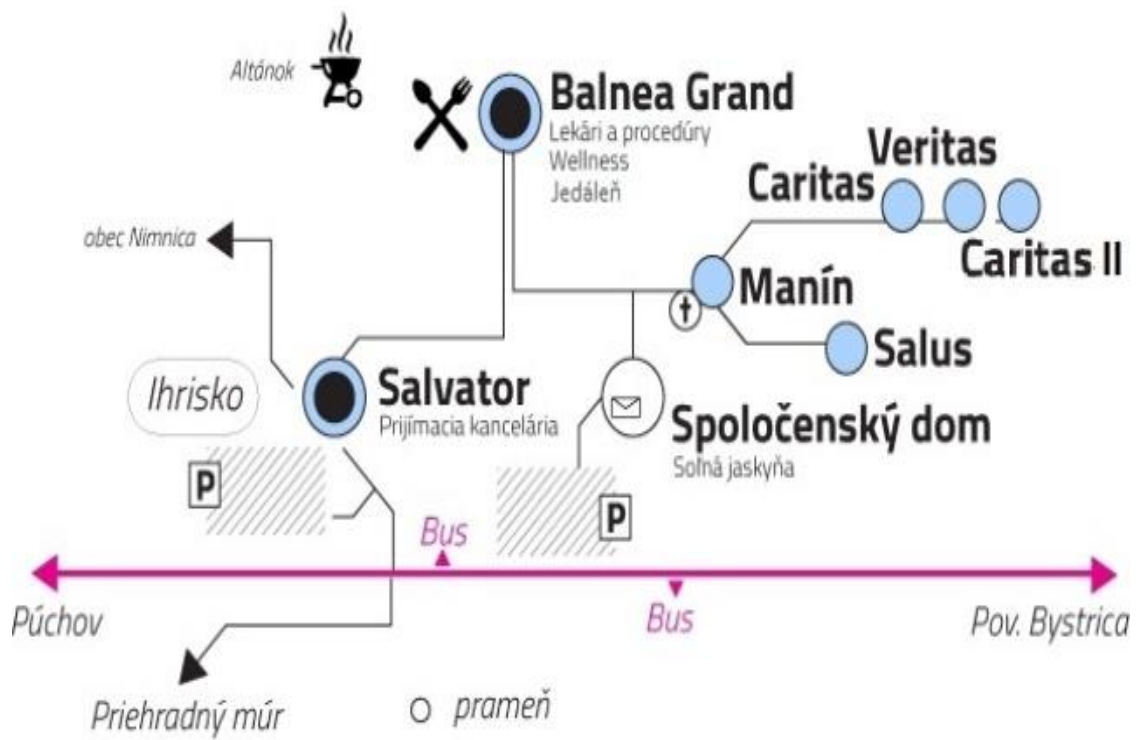 Altánok
Balnea Grand
Lekári a procedúry
Wellness
Jedáleň
Veritas
Caritas
Caritas II
obec Nimnica
Manín
Salus
Ihrisko
Salvator
Prijímacia kancelária
Spoločenský dom
Soľná jaskyňa
P
P
Bus
Bus
Púchov
Pov. Bystrica
Priehradný múr
prameň